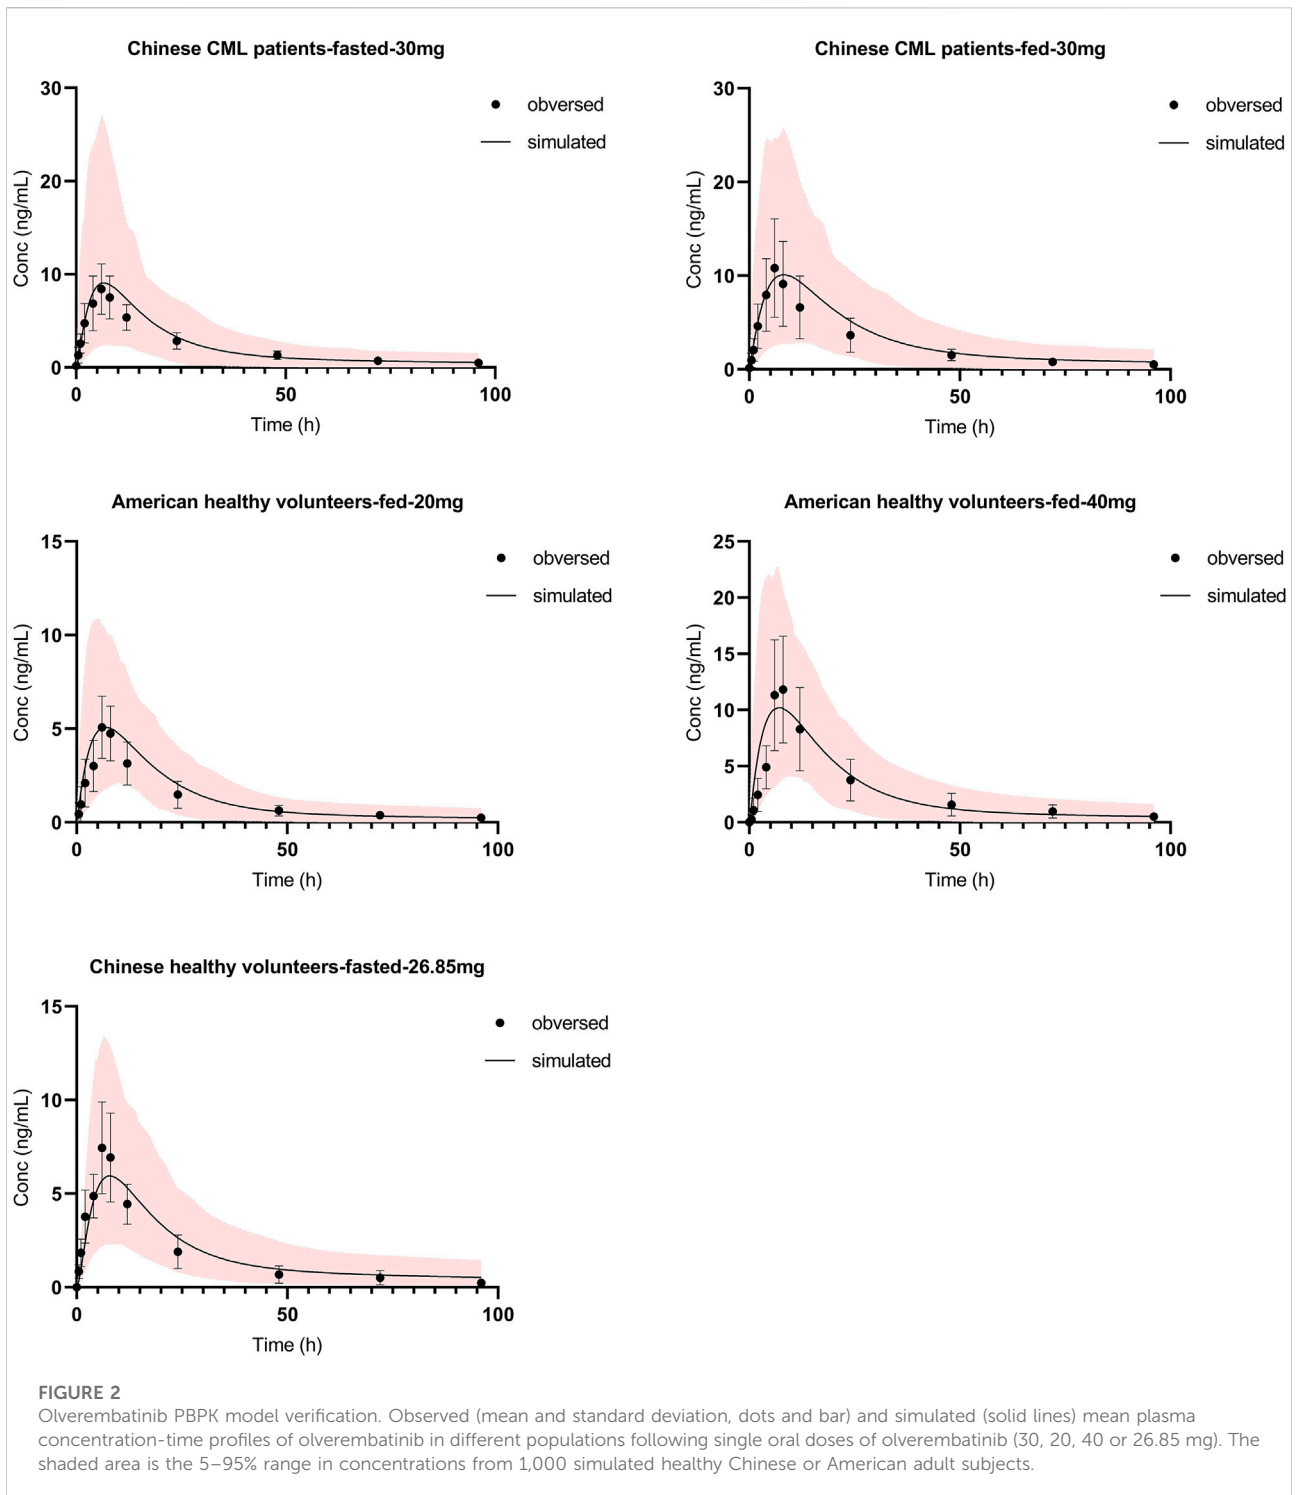 Chinese CML patients-fasted-30mg
30
20
10
0
0
50
100
Conc (ng/mL)
Time (h)
obversed
simulated
Chinese CML patients-fed-30mg
30
20
10
0
0
50
100
Conc (ng/mL)
Time (h)
obversed
simulated
American healthy volunteers-fed-20mg
15
10
5
0
0
50
100
Conc (ng/mL)
Time (h)
obversed
simulated
American healthy volunteers-fed-40mg
25
20
15
10
5
0
0
50
100
Conc (ng/mL)
Time (h)
obversed
simulated
Chinese healthy volunteers-fasted-26.85mg
15
10
5
0
0
50
100
Conc (ng/mL)
Time (h)
obversed
simulated
FIGURE 2
Olverembatinib PBPK model verification. Observed (mean and standard deviation, dots and bar) and simulated (solid lines) mean plasma
concentration-time profiles of olverembatinib in different populations following single oral doses of olverembatinib (30, 20, 40 or 26.85 mg). The
shaded area is the 5–95% range in concentrations from 1,000 simulated healthy Chinese or American adult subjects.